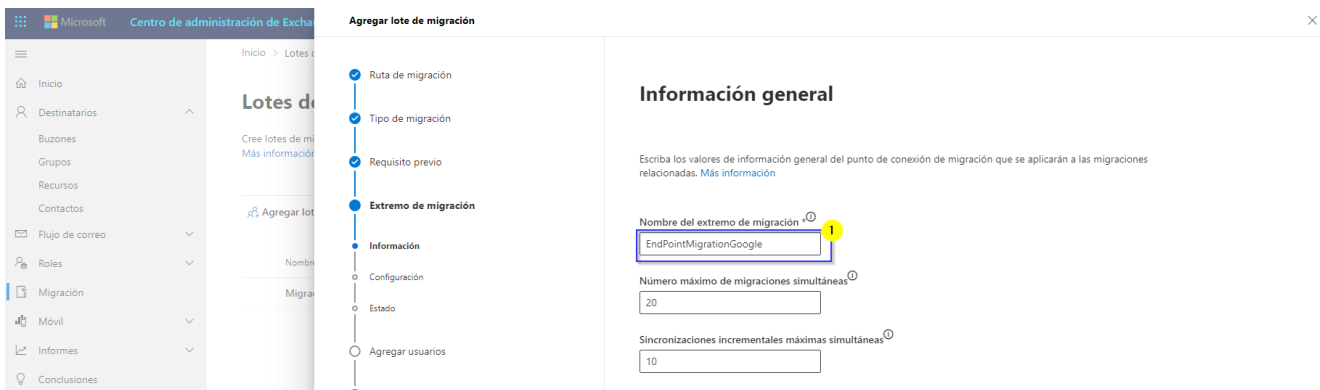 Microsoft
Centro de administración de Excha
Inicio
Destinatarios
Buzones
Grupos
Recursos
Contactos
Flujo de correo
Roles
Migración
Móvil
Informes
Conclusiones
Inicio > Lotes
Lotes de
Cree lotes de mi
Más información
Agregar lot
Nombr
Migra
Agregar lote de migración
Ruta de migración
Tipo de migración
Requisito previo
Extremo de migración
Información
Configuración
Estado
Agregar usuarios
Información general
Escriba los valores de información general del punto de conexión de migración que se aplicarán a las migraciones
relacionadas. Más información
Nombre del extremo de migración *
1
EndPointMigrationGoogle
Número máximo de migraciones simultáneas
20
Sincronizaciones incrementales máximas simultáneas
10